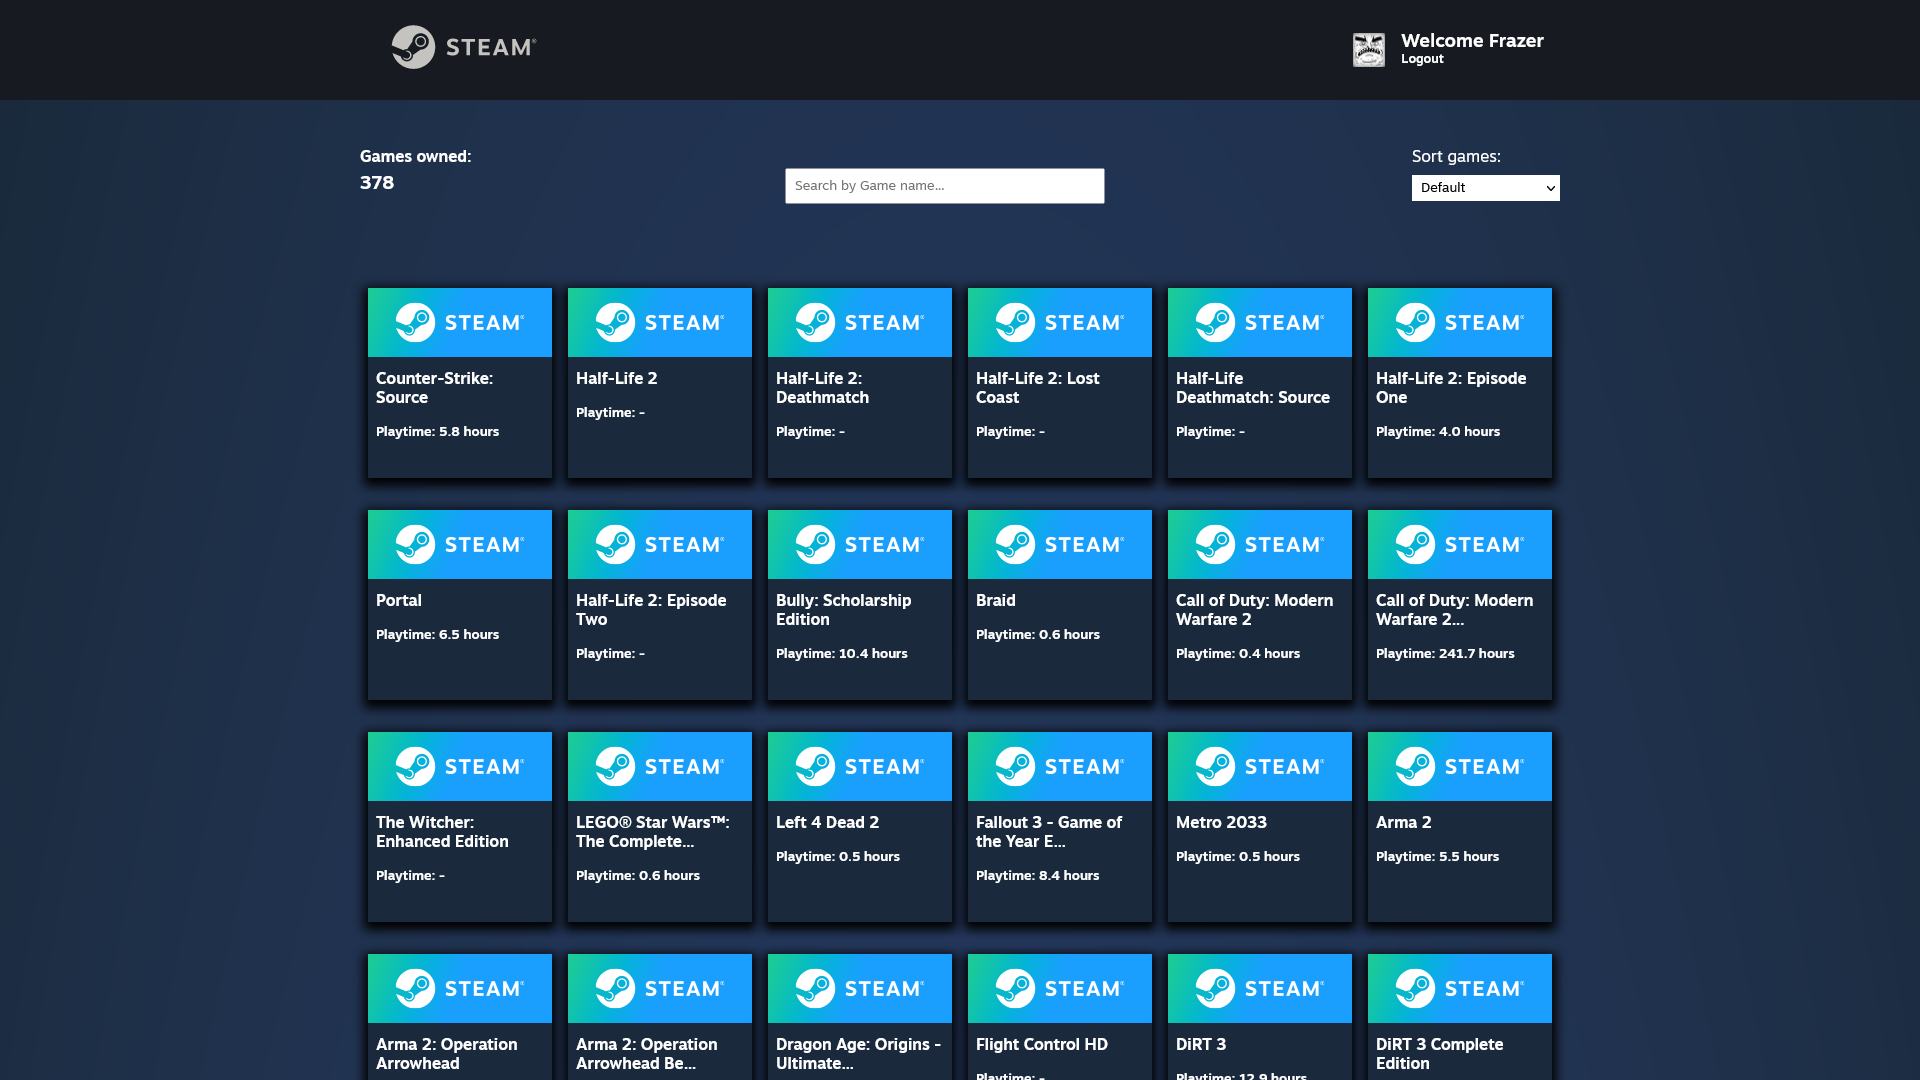 STEAM®
Welcome Frazer
Logout
Games owned:
378
Search by Game name...
Sort games:
Default
STEAM®
STEAM®
STEAM®
STEAM®
STEAM®
STEAM®
Counter-Strike:
Source
Playtime: 5.8 hours
Half-Life 2
Playtime: -
Half-Life 2:
Deathmatch
Playtime: -
Half-Life 2: Lost
Coast
Playtime: -
Half-Life
Deathmatch: Source
Playtime: -
Half-Life 2: Episode
One
Playtime: 4.0 hours
STEAM®
STEAM®
STEAM®
STEAM®
STEAM®
STEAM®
Portal
Playtime: 6.5 hours
Half-Life 2: Episode
Two
Playtime: -
Bully: Scholarship
Edition
Playtime: 10.4 hours
Braid
Playtime: 0.6 hours
Call of Duty: Modern
Warfare 2
Playtime: 0.4 hours
Call of Duty: Modern
Warfare 2...
Playtime: 241.7 hours
STEAM®
STEAM®
STEAM®
STEAM®
STEAM®
STEAM®
The Witcher:
Enhanced Edition
Playtime: -
LEGO® Star Wars™:
The Complete...
Playtime: 0.6 hours
Left 4 Dead 2
Playtime: 0.5 hours
Fallout 3 - Game of
the Year E...
Playtime: 8.4 hours
Metro 2033
Playtime: 0.5 hours
Arma 2
Playtime: 5.5 hours
STEAM®
STEAM®
STEAM®
STEAM®
STEAM®
STEAM®
Arma 2: Operation
Arrowhead
Arma 2: Operation
Arrowhead Be...
Dragon Age: Origins -
Ultimate...
Flight Control HD
Playtime: -
DiRT 3
Playtime: 12.9 hours
DiRT 3 Complete
Edition